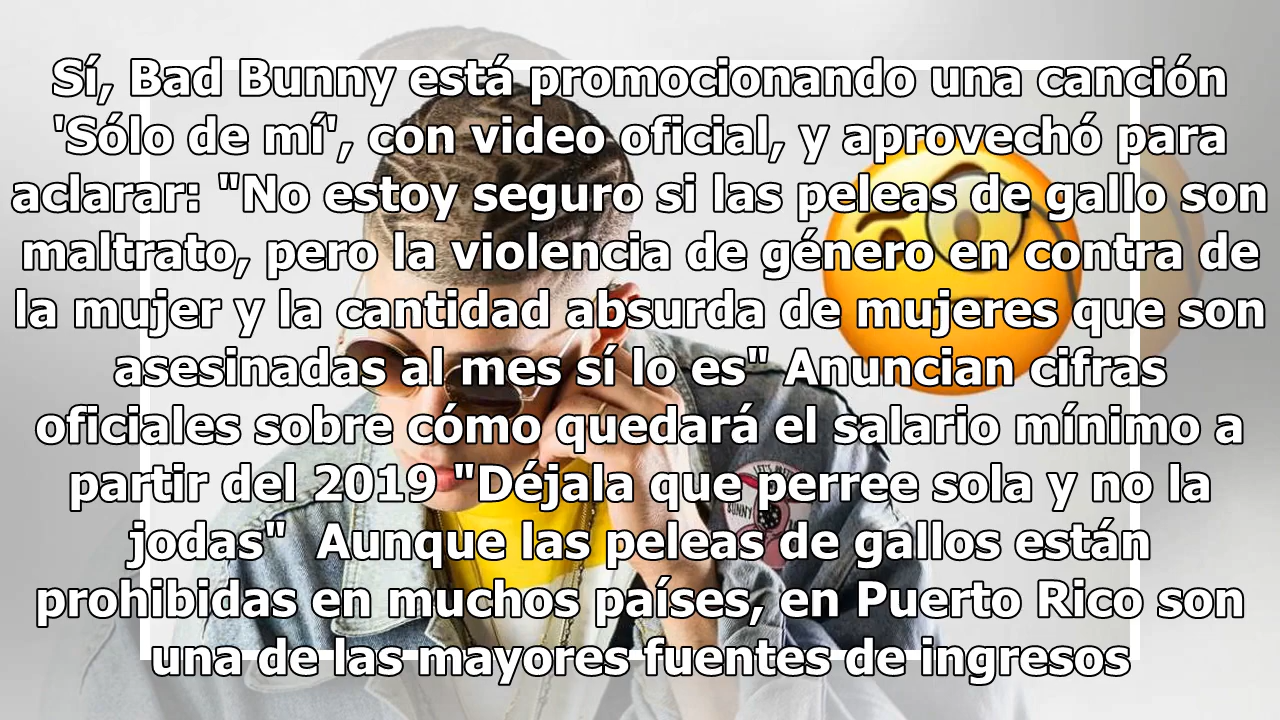 Sí, Bad Bunny está promocionando una canción
'Sólo de mí', con video oficial, y aprovechó para
aclarar: "No estoy seguro si las peleas de gallo son
maltrato, pero la violencia de género en contra de
la mujer y la cantidad absurda de mujeres que son
asesinadas al mes sí lo es" Anuncian cifras
oficiales sobre cómo quedará el salario mínimo a
partir del 2019 "Déjala que perree sola y no la
jodas"  Aunque las peleas de gallos están
prohibidas en muchos países, en Puerto Rico son
una de las mayores fuentes de ingresos
LET'S
BUNNY